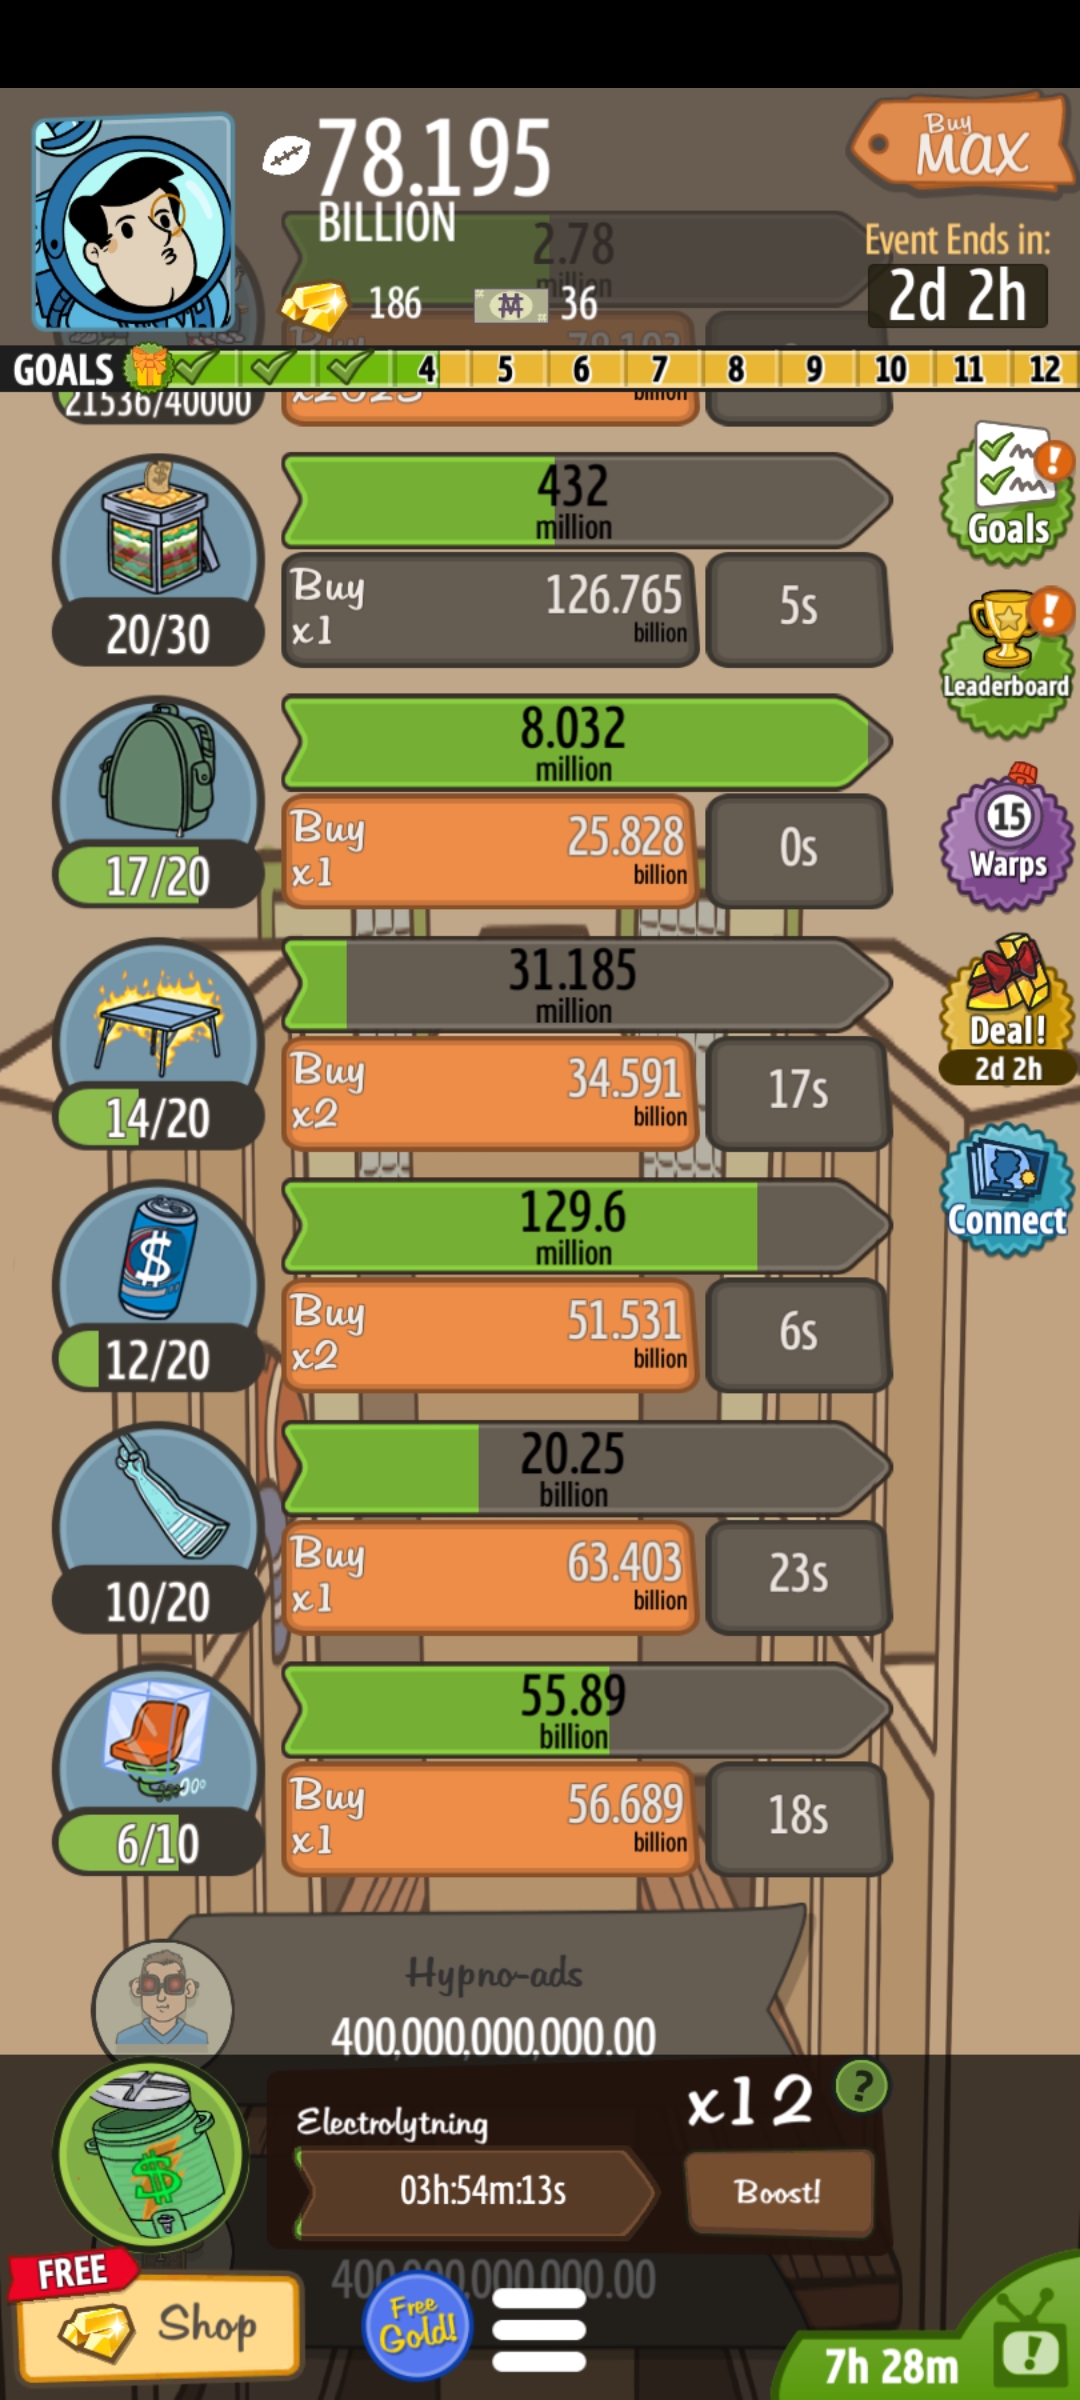 78.195
BILLION
Buy
MAX
Event Ends in:
2d 2h
2.78
million
186
36
Buy
GOALS 4 5 6 7 8 9 10 11 12
21536/40000
x2023
billion
432
million
Buy
x1
126.765
billion
5s
20/30
Goals
Leaderboard
8.032
million
Buy
x1
25.828
billion
0s
17/20
15
Warps
31.185
million
Buy
x2
34.591
billion
17s
14/20
Deal!
2d 2h
129.6
million
Buy
x2
51.531
billion
6s
12/20
Connect
20.25
billion
Buy
x1
63.403
billion
23s
10/20
55.89
billion
Buy
x1
56.689
billion
18s
6/10
Hypno-ads
400,000,000,000.00
Electrolytning
x12
?
03h:54m:13s
Boost!
FREE
Shop
Free
Gold!
7h 28m